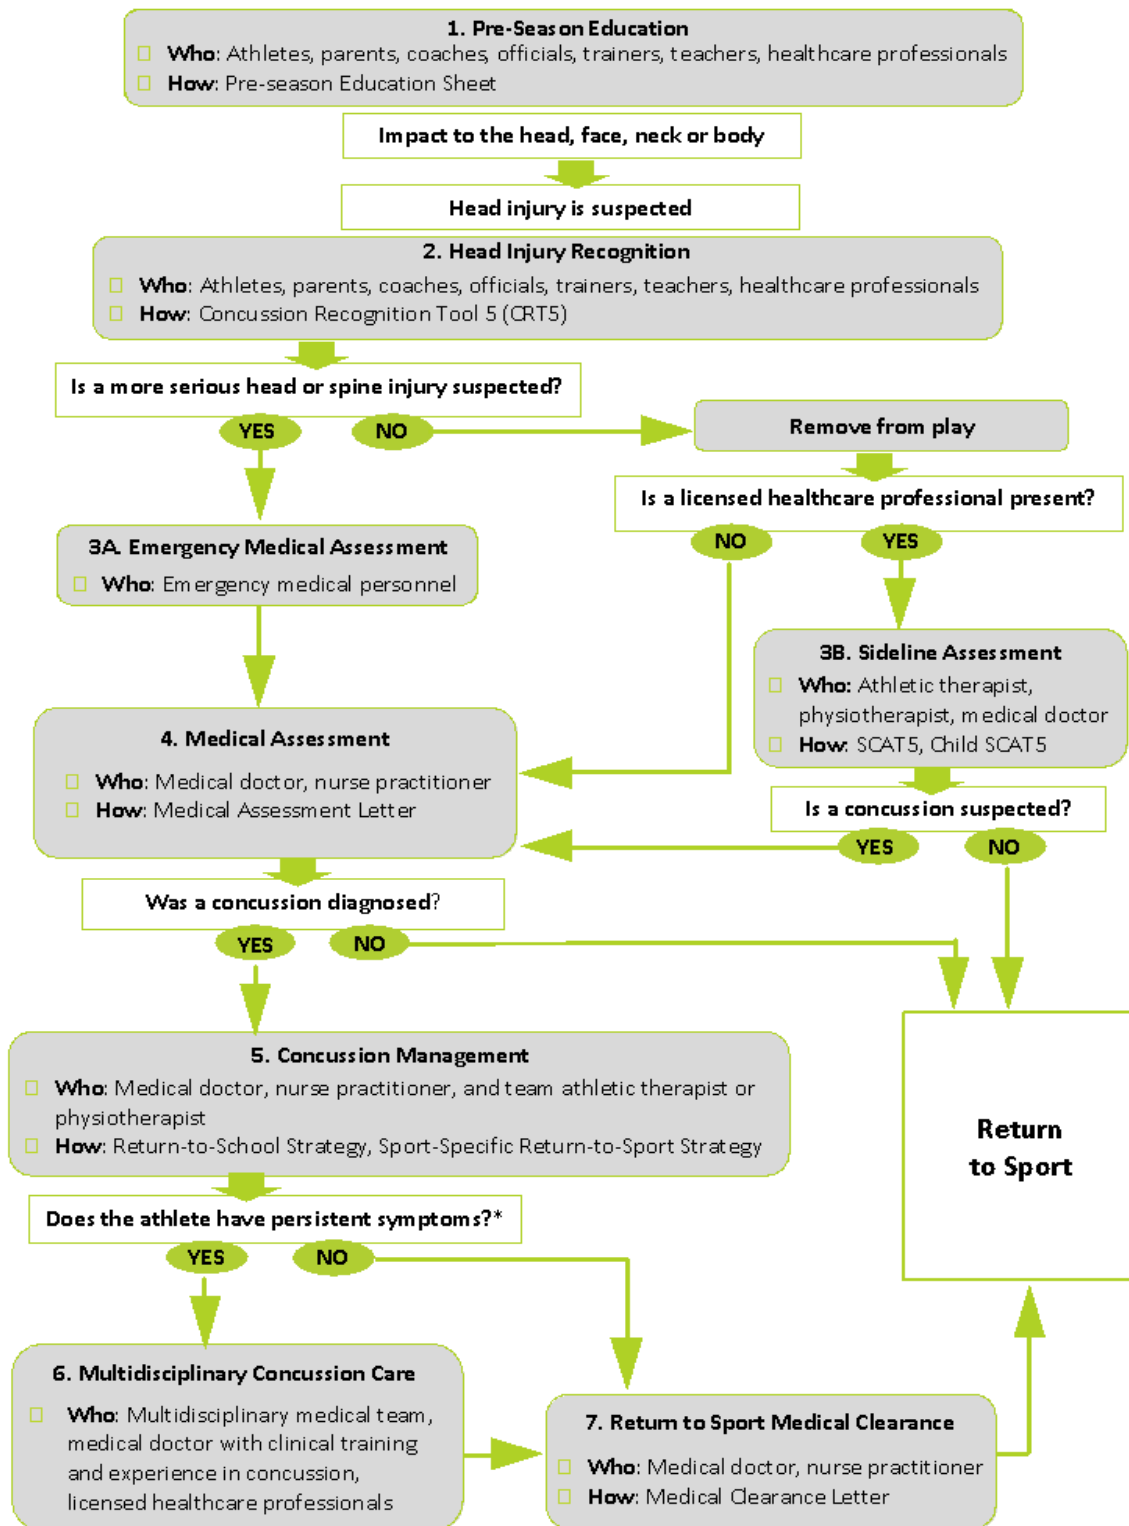 1. Pre-Season Education
Who: Athletes, parents, coaches, officials, trainers, teachers, healthcare professionals
How: Pre-season Education Sheet
Impact to the head, face, neck or body
Head injury is suspected
2. Head Injury Recognition
Who: Athletes, parents, coaches, officials, trainers, teachers, healthcare professionals
How: Concussion Recognition Tool 5 (CRT5)
Is a more serious head or spine injury suspected?
YES
NO
Remove from play
Is a licensed healthcare professional present?
NO
YES
3A. Emergency Medical Assessment
Who: Emergency medical personnel
3B. Sideline Assessment
Who: Athletic therapist,
physiotherapist, medical doctor
How: SCAT5, Child SCAT5
Is a concussion suspected?
YES
NO
4. Medical Assessment
Who: Medical doctor, nurse practitioner
How: Medical Assessment Letter
Was a concussion diagnosed?
YES
NO
5. Concussion Management
Who: Medical doctor, nurse practitioner, and team athletic therapist or
physiotherapist
How: Return-to-School Strategy, Sport-Specific Return-to-Sport Strategy
Does the athlete have persistent symptoms?*
YES
NO
Return
to Sport
6. Multidisciplinary Concussion Care
Who: Multidisciplinary medical team,
medical doctor with clinical training
and experience in concussion,
licensed healthcare professionals
7. Return to Sport Medical Clearance
Who: Medical doctor, nurse practitioner
How: Medical Clearance Letter